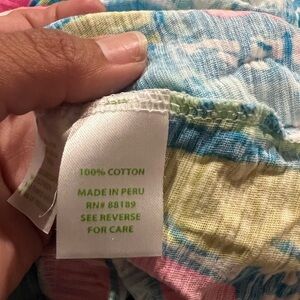 100% COTTON
MADE IN PERU
RN# 88189
SEE REVERSE
FOR CARE